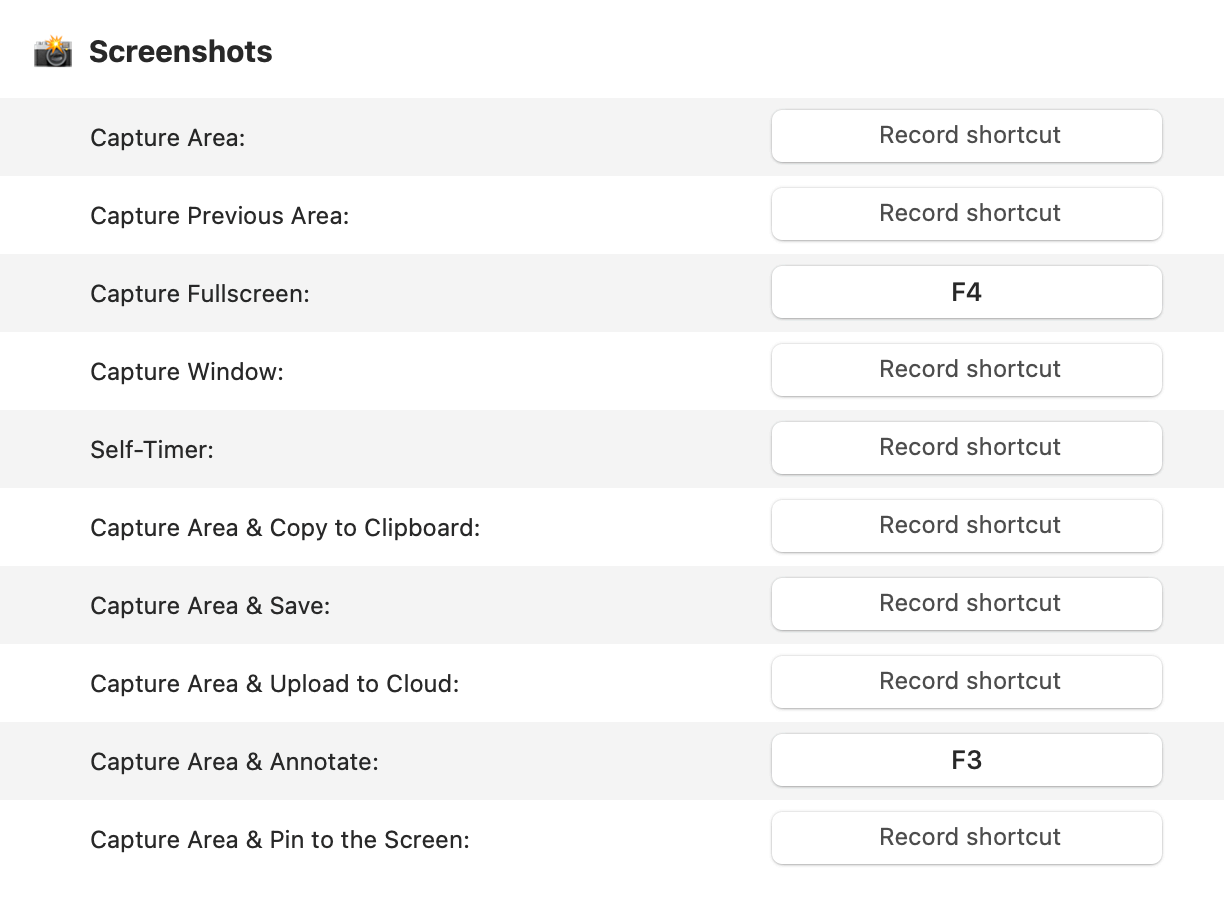 Screenshots
Capture Area: Record shortcut
Capture Previous Area: Record shortcut
Capture Fullscreen: F4
Capture Window: Record shortcut
Self-Timer: Record shortcut
Capture Area & Copy to Clipboard: Record shortcut
Capture Area & Save: Record shortcut
Capture Area & Upload to Cloud: Record shortcut
Capture Area & Annotate: F3
Capture Area & Pin to the Screen: Record shortcut